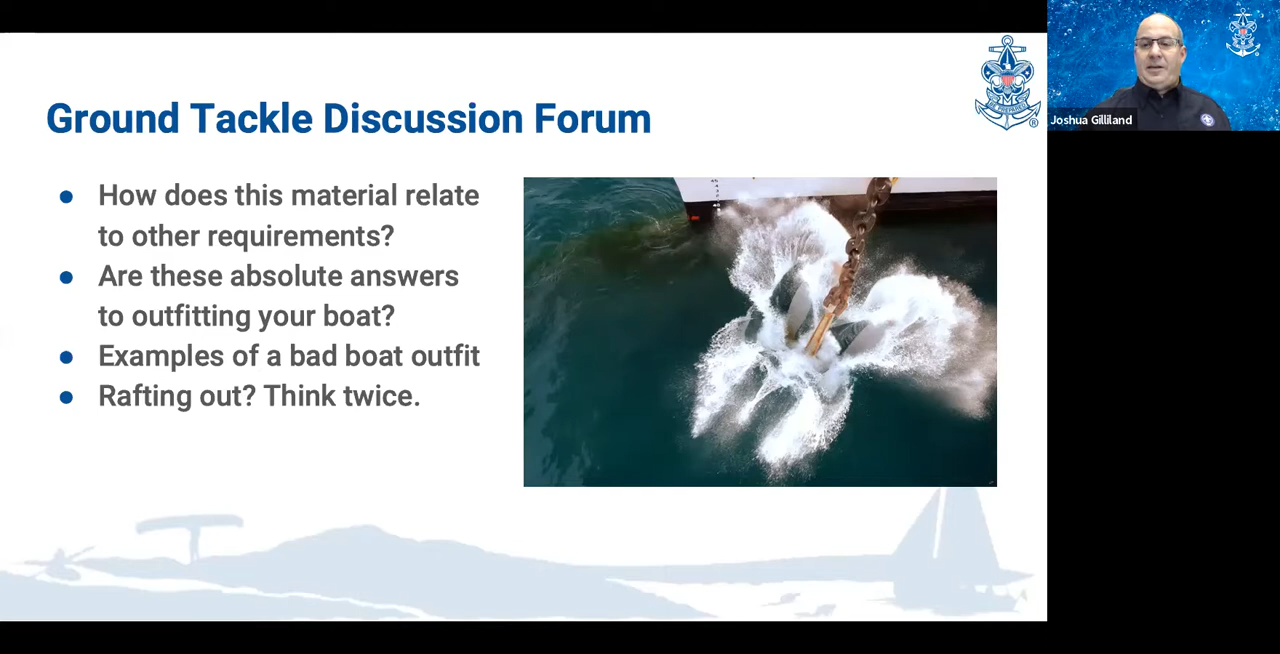 Ground Tackle Discussion Forum
How does this material relate
to other requirements?
Are these absolute answers
to outfitting your boat?
Examples of a bad boat outfit
Rafting out? Think twice.
Joshua Gilliland